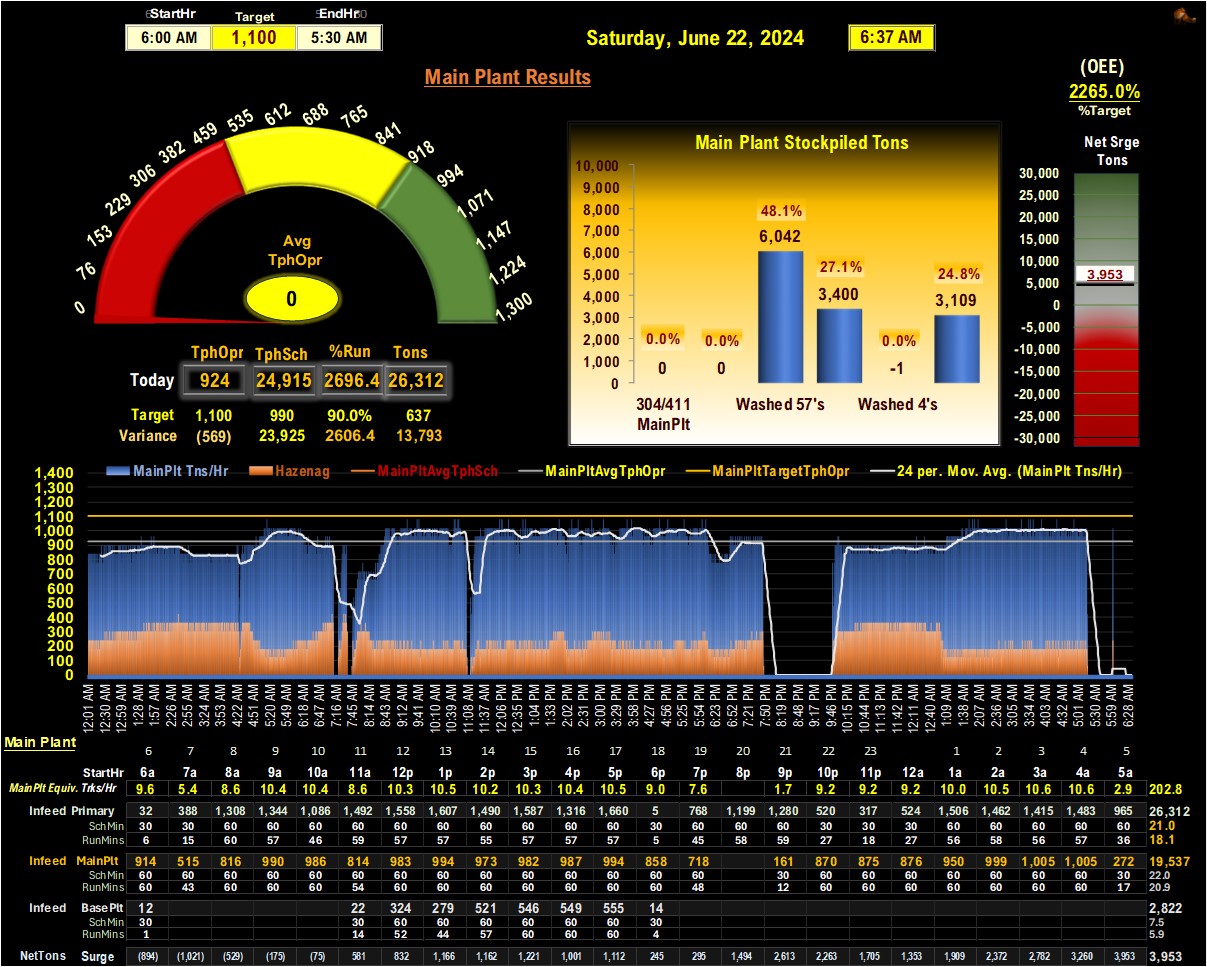 StartHr Target EndHr
6:00 AM 1,100 5:30 AM
Saturday, June 22, 2024 6:37 AM
Main Plant Results
(OEE)
2265.0%
%Target
0 76 153 229 306 382 459 535 612 688 765 841 918 994 1,071 1,147 1,224 1,300
Avg
TphOpr
0
TphOpr TphSch %Run Tons
Today 924 24,915 2696.4 26,312
Target 1,100 990 90.0% 637
Variance (569) 23,925 2606.4 13,793
Main Plant Stockpiled Tons
10,000
9,000
8,000
7,000
6,000
5,000
4,000
3,000
2,000
1,000
0
0.0% 0.0% 48.1% 27.1% 0.0% 24.8%
0 0 6,042 3,400 -1 3,109
304/411 Washed 57's Washed 4's
MainPlt
Net Srge
Tons
30,000
25,000
20,000
15,000
10,000
5,000
0
-5,000
-10,000
-15,000
-20,000
-25,000
-30,000
3,953
MainPlt Tns/Hr Hazenag MainPltAvgTphSch MainPltAvgTphOpr MainPltTargetTphOpr 24 per. Mov. Avg. (MainPlt Tns/Hr)
1,400
1,300
1,200
1,100
1,000
900
800
700
600
500
400
300
200
100
0
12:01 AM 12:30 AM 12:59 AM 1:28 AM 1:57 AM 2:26 AM 2:55 AM 3:24 AM 3:53 AM 4:22 AM 4:51 AM 5:20 AM 5:49 AM 6:18 AM 6:47 AM 7:16 AM 7:45 AM 8:14 AM 8:43 AM 9:12 AM 9:41 AM 10:10 AM 10:39 AM 11:08 AM 11:37 AM 12:06 PM 12:35 PM 1:04 PM 1:33 PM 2:02 PM 2:31 PM 3:00 PM 3:29 PM 3:58 PM 4:27 PM 4:56 PM 5:25 PM 5:54 PM 6:23 PM 6:52 PM 7:21 PM 7:50 PM 8:19 PM 8:48 PM 9:17 PM 9:46 PM 10:15 PM 10:44 PM 11:13 PM 11:42 PM 12:11 AM 12:40 AM 1:09 AM 1:38 AM 2:07 AM 2:36 AM 3:05 AM 3:34 AM 4:03 AM 4:32 AM 5:01 AM 5:30 AM 5:59 AM 6:28 AM
Main Plant
6 7 8 9 10 11 12 13 14 15 16 17 18 19 20 21 22 23 1 2 3 4 5
StartHr 6a 7a 8a 9a 10a 11a 12p 1p 2p 3p 4p 5p 6p 7p 8p 9p 10p 11p 12a 1a 2a 3a 4a 5a
MainPlt Equiv. Trks/Hr 9.6 5.4 8.6 10.4 10.4 8.6 10.3 10.5 10.2 10.3 10.4 10.5 9.0 7.6 1.7 9.2 9.2 9.2 10.0 10.5 10.6 10.6 2.9 202.8
Infeed Primary 32 388 1,308 1,344 1,086 1,492 1,558 1,607 1,490 1,587 1,316 1,660 5 768 1,199 1,280 520 317 524 1,506 1,462 1,415 1,483 965 26,312
SchMin 30 30 60 60 60 60 60 60 60 60 60 60 30 60 60 60 30 30 30 60 60 60 60 60 21.0
RunMins 6 15 60 57 46 59 57 57 55 57 57 57 5 45 58 59 27 18 27 56 58 56 57 36 18.1
Infeed MainPlt 914 515 816 990 986 814 983 994 973 982 987 994 858 718 161 870 875 876 950 999 1,005 1,005 272 19,537
SchMin 60 60 60 60 60 60 60 60 60 60 60 60 60 60 30 60 60 60 60 60 60 60 30 22.0
RunMins 60 43 60 60 60 54 60 60 60 60 60 60 60 48 12 60 60 60 60 60 60 60 17 20.9
Infeed BasePlt 12 22 324 279 521 546 549 555 14 2,822
SchMin 30 30 60 60 60 60 60 60 30 7.5
RunMins 1 14 52 44 57 60 60 60 4 5.9
NetTons Surge (894) (1,021) (529) (175) (75) 581 832 1,166 1,162 1,221 1,001 1,112 245 295 1,494 2,613 2,263 1,705 1,353 1,909 2,372 2,782 3,260 3,953 3,953